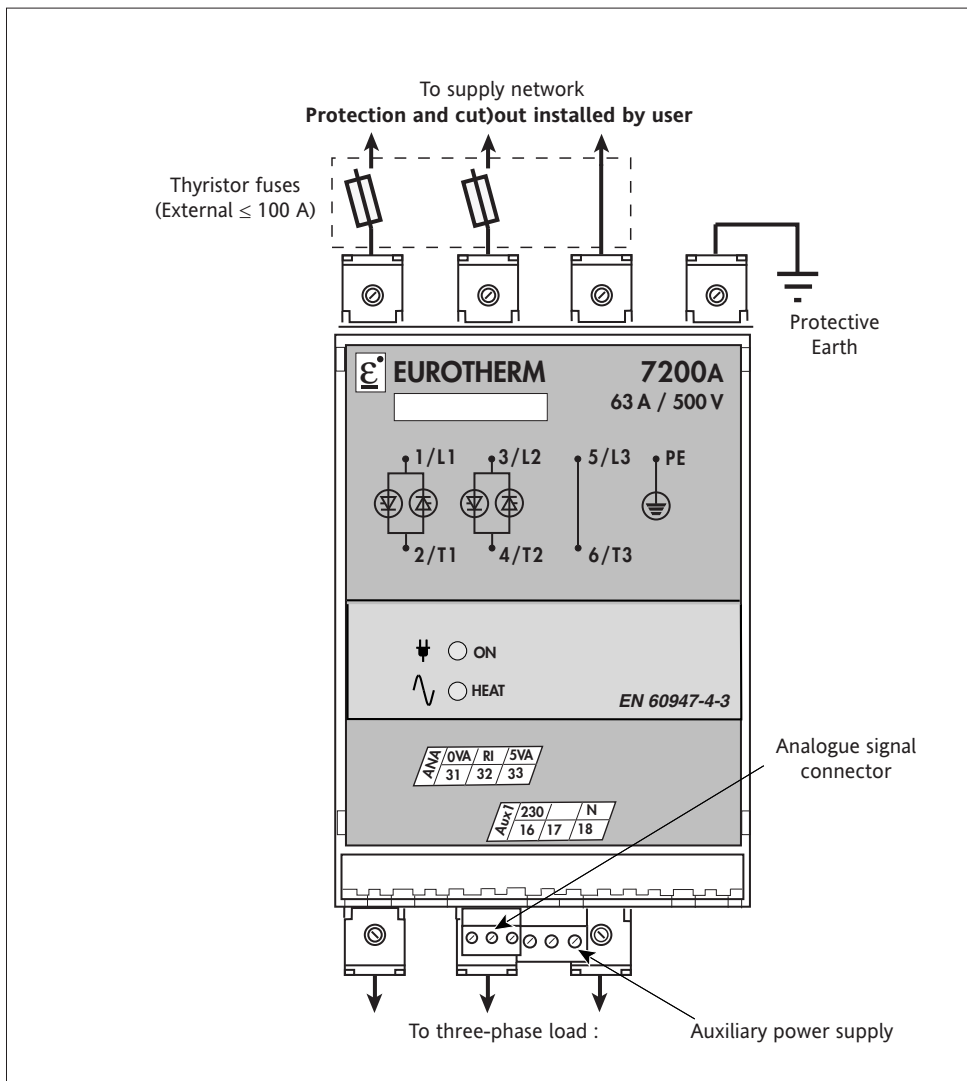 To supply network
Protection and cut)out installed by user
Thyristor fuses
(External ≤ 100 A)
Protective
Earth
ε EUROTHERM 7200A
63 A / 500 V
1/L1 3/L2 5/L3 PE
2/T1 4/T2 6/T3
ON
HEAT
EN 60947-4-3
Analogue signal
connector
ANA 0VA RI 5VA
31 32 33
Aux1 230 N
16 17 18
To three-phase load :
Auxiliary power supply